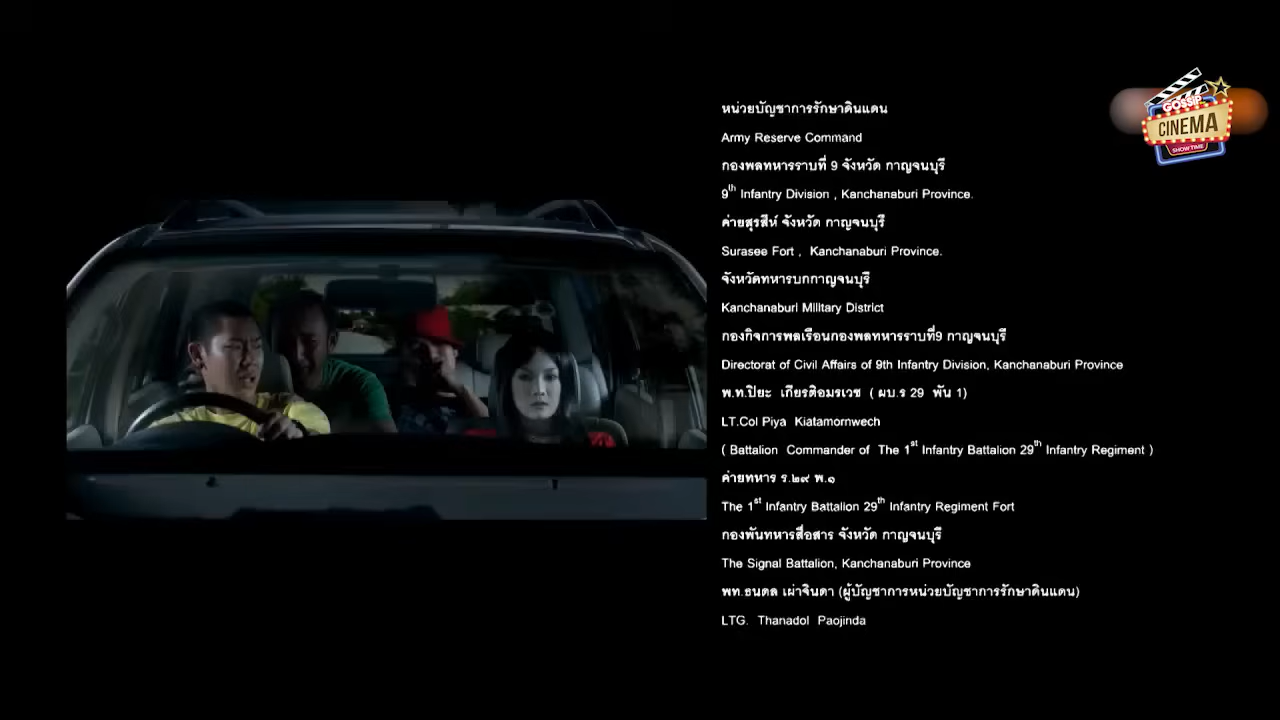 GOSSIP
CINEMA
SHOWTIME
หน่วยบัญชาการรักษาดินแดน
Army Reserve Command
กองพลทหารราบที่ 9 จังหวัด กาญจนบุรี
9th Infantry Division , Kanchanaburi Province.
ค่ายสุรสีห์ จังหวัด กาญจนบุรี
Surasee Fort , Kanchanaburi Province.
จังหวัดทหารบกกาญจนบุรี
Kanchanaburi Military District
กองกิจการพลเรือนกองพลทหารราบที่9 กาญจนบุรี
Directorat of Civil Affairs of 9th Infantry Division, Kanchanaburi Province
พ.ท.ปิยะ เกียรติอมรเวช ( ผบ.ร 29 พัน 1)
LT.Col Piya Kiatamornwech
( Battalion Commander of The 1st Infantry Battalion 29th Infantry Regiment )
ค่ายทหาร ร.๒๙ พ.๑
The 1st Infantry Battalion 29th Infantry Regiment Fort
กองพันทหารสื่อสาร จังหวัด กาญจนบุรี
The Signal Battalion, Kanchanaburi Province
พท.ธนดล เผ่าจินดา (ผู้บัญชาการหน่วยบัญชาการรักษาดินแดน)
LTG. Thanadol Paojinda